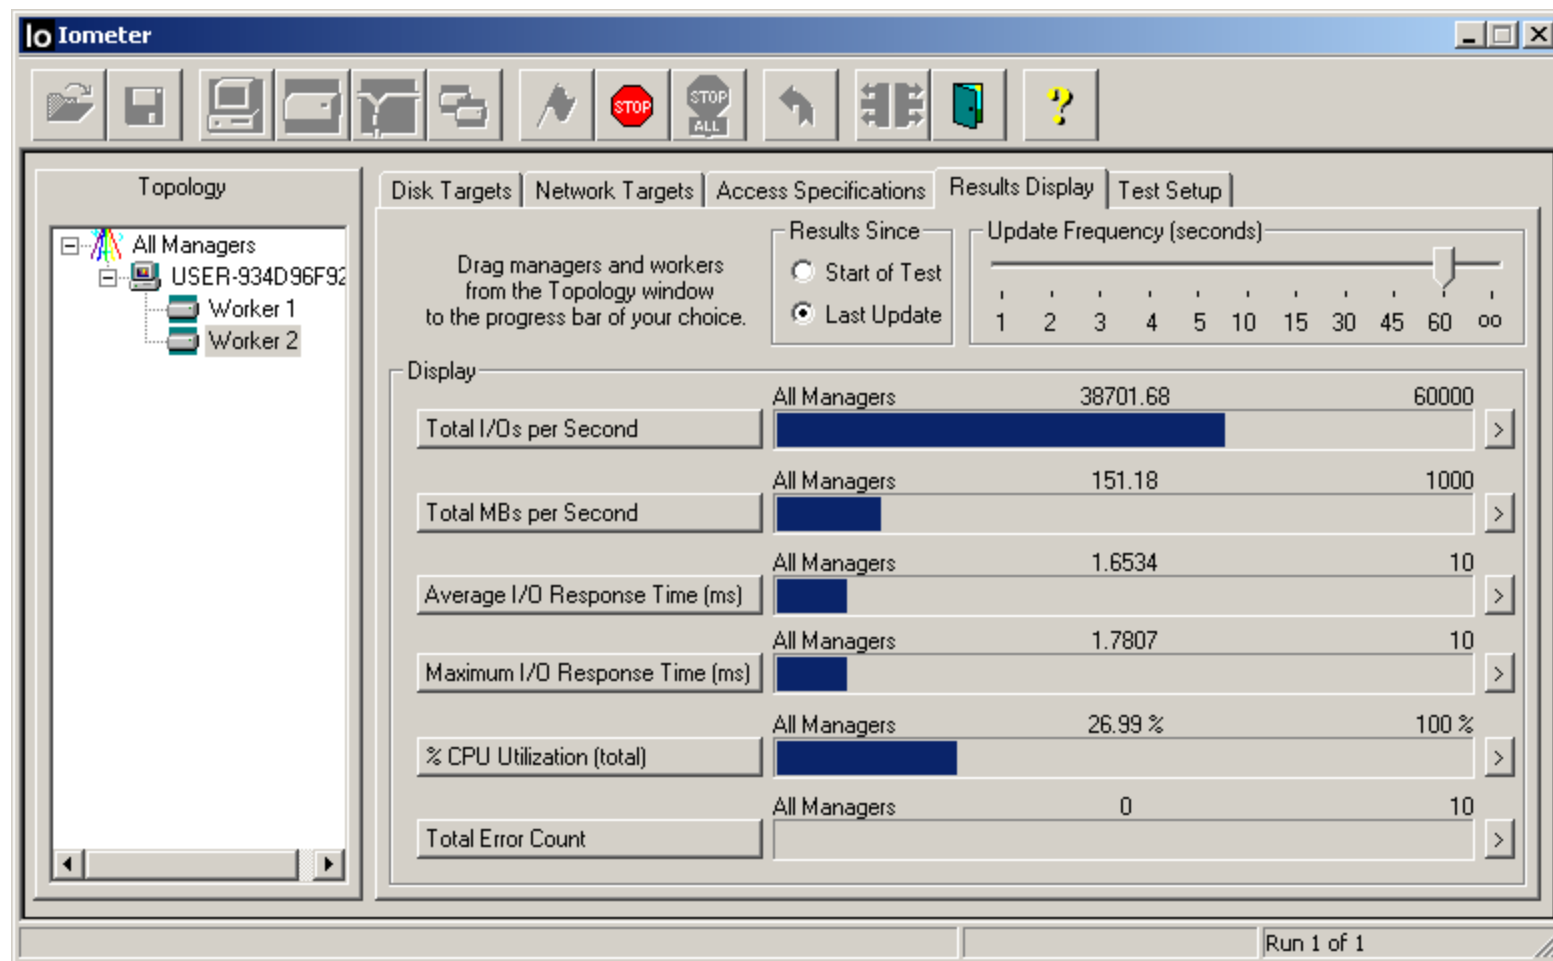 Io Iometer
STOP
STOP
ALL
?
Topology
All Managers
USER-934D96F92
Worker 1
Worker 2
Disk Targets
Network Targets
Access Specifications
Results Display
Test Setup
Drag managers and workers
from the Topology window
to the progress bar of your choice.
Results Since
Start of Test
Last Update
Update Frequency (seconds)
1 2 3 4 5 10 15 30 45 60 oo
Display
All Managers 38701.68 60000
Total I/Os per Second >
All Managers 151.18 1000
Total MBs per Second >
All Managers 1.6534 10
Average I/O Response Time (ms) >
All Managers 1.7807 10
Maximum I/O Response Time (ms) >
All Managers 26.99 % 100 %
% CPU Utilization (total) >
All Managers 0 10
Total Error Count >
Run 1 of 1